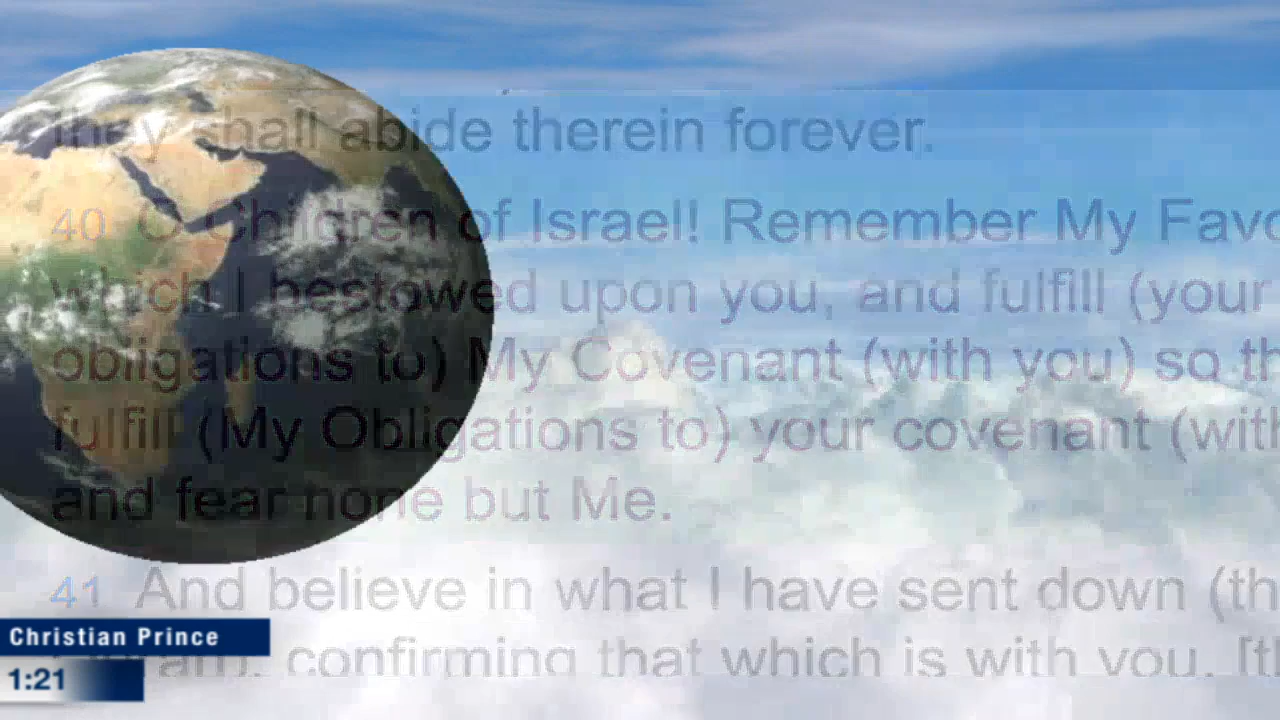 they shall abide therein forever.
40 O Children of Israel! Remember My Favo
which I bestowed upon you, and fulfill (your
obligations to) My Covenant (with you) so th
fulfill (My Obligations to) your covenant (with
and fear none but Me.
41 And believe in what I have sent down (th
confirming that which is with you, [th
Christian Prince
1:21